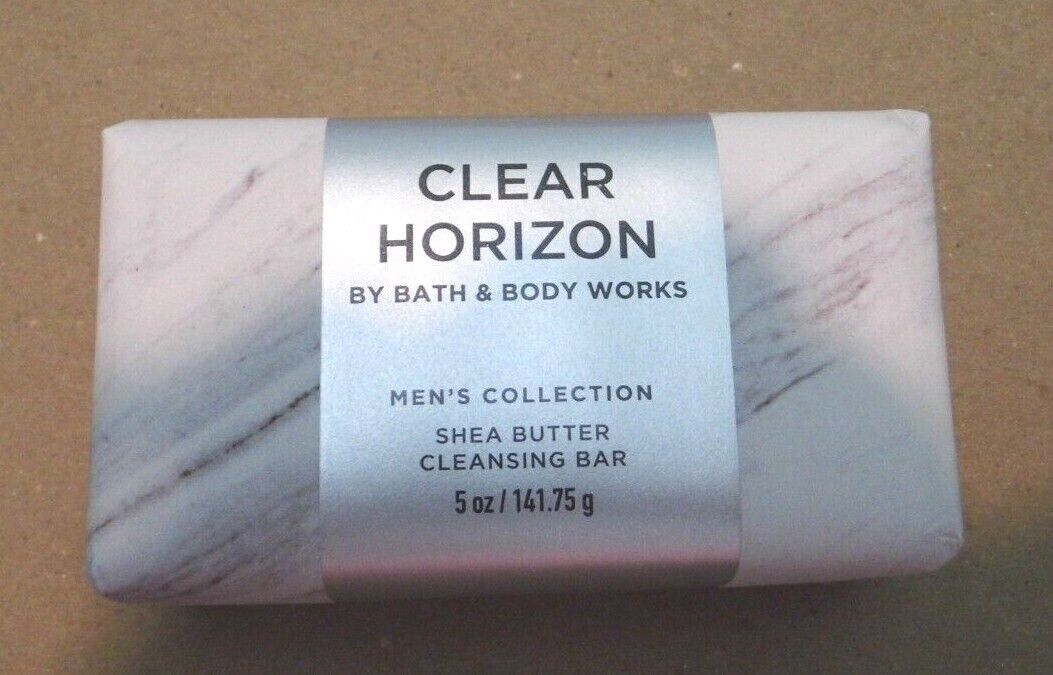 CLEAR
HORIZON
BY BATH & BODY WORKS
MEN'S COLLECTION
SHEA BUTTER
CLEANSING BAR
5 oz / 141.75 g